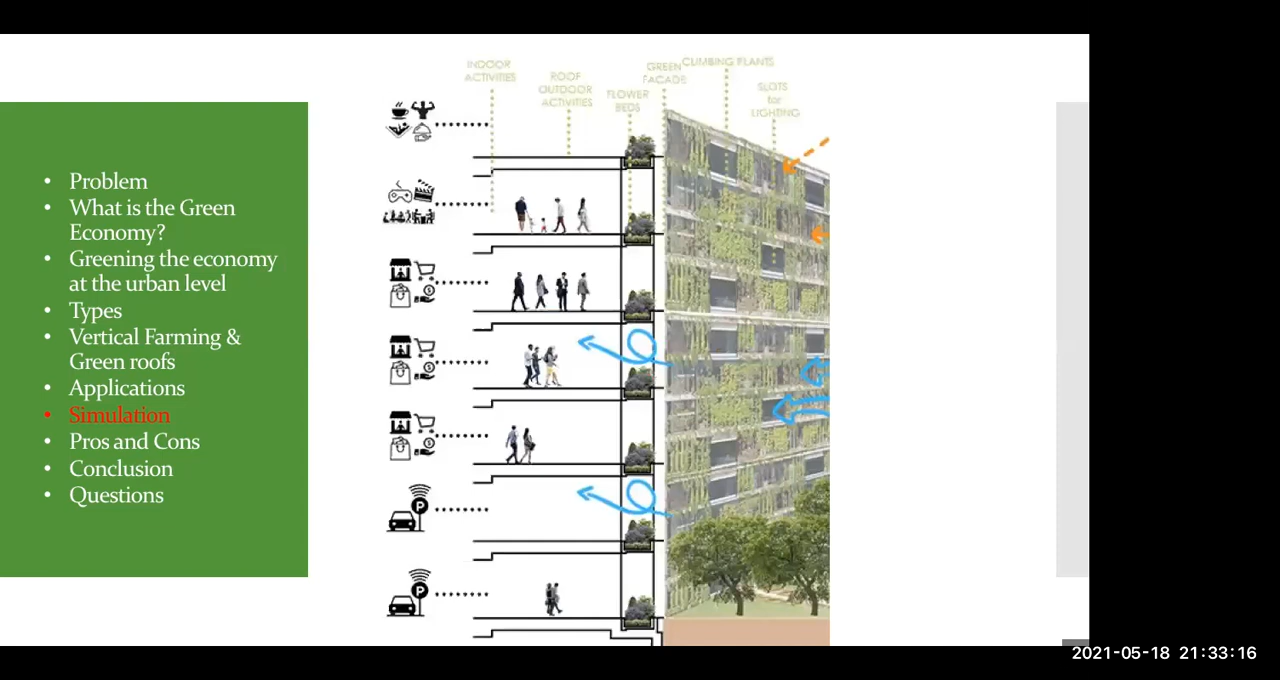 • Problem
• What is the Green
Economy?
• Greening the economy
at the urban level
• Types
• Vertical Farming &
Green roofs
• Applications
• Simulation
• Pros and Cons
• Conclusion
• Questions
INDOOR
ACTIVITIES
ROOF
OUTDOOR
ACTIVITIES
FLOWER
BEDS
GREEN
FACADE
CLIMBING PLANTS
SLOTS
for
LIGHTING
$
$
$
P
P
2021-05-18 21:33:16